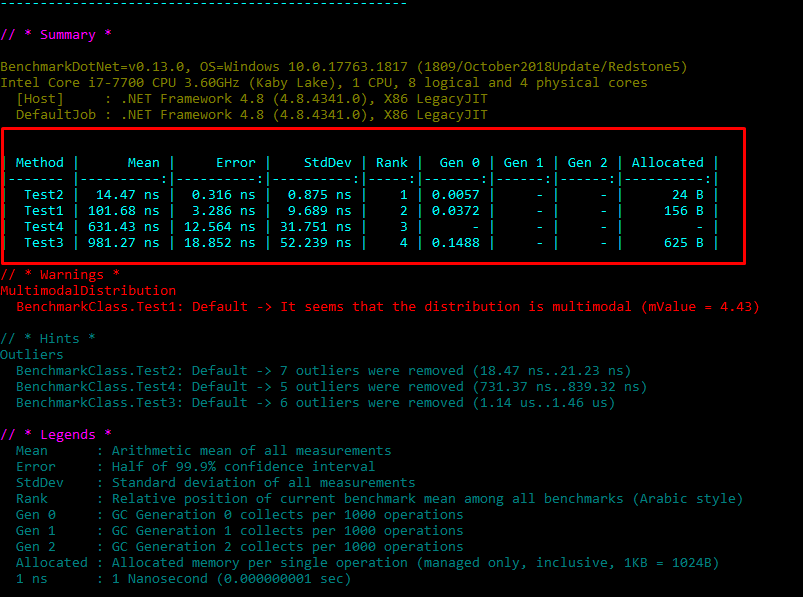 ---------------------------------------------------
// * Summary *
BenchmarkDotNet=v0.13.0, OS=Windows 10.0.17763.1817 (1809/October2018Update/Redstone5)
Intel Core i7-7700 CPU 3.60GHz (Kaby Lake), 1 CPU, 8 logical and 4 physical cores
  [Host]     : .NET Framework 4.8 (4.8.4341.0), X86 LegacyJIT
  DefaultJob : .NET Framework 4.8 (4.8.4341.0), X86 LegacyJIT
| Method |      Mean |     Error |    StdDev | Rank |  Gen 0 | Gen 1 | Gen 2 | Allocated |
|------- |----------:|----------:|----------:|-----:|-------:|------:|------:|----------:|
|  Test2 |  14.47 ns |  0.316 ns |  0.875 ns |    1 | 0.0057 |     - |     - |      24 B |
|  Test1 | 101.68 ns |  3.286 ns |  9.689 ns |    2 | 0.0372 |     - |     - |     156 B |
|  Test4 | 631.43 ns | 12.564 ns | 31.751 ns |    3 |      - |     - |     - |         - |
|  Test3 | 981.27 ns | 18.852 ns | 52.239 ns |    4 | 0.1488 |     - |     - |     625 B |
// * Warnings *
MultimodalDistribution
  BenchmarkClass.Test1: Default -> It seems that the distribution is multimodal (mValue = 4.43)
// * Hints *
Outliers
  BenchmarkClass.Test2: Default -> 7 outliers were removed (18.47 ns..21.23 ns)
  BenchmarkClass.Test4: Default -> 5 outliers were removed (731.37 ns..839.32 ns)
  BenchmarkClass.Test3: Default -> 6 outliers were removed (1.14 us..1.46 us)
// * Legends *
  Mean      : Arithmetic mean of all measurements
  Error     : Half of 99.9% confidence interval
  StdDev    : Standard deviation of all measurements
  Rank      : Relative position of current benchmark mean among all benchmarks (Arabic style)
  Gen 0     : GC Generation 0 collects per 1000 operations
  Gen 1     : GC Generation 1 collects per 1000 operations
  Gen 2     : GC Generation 2 collects per 1000 operations
  Allocated : Allocated memory per single operation (managed only, inclusive, 1KB = 1024B)
  1 ns      : 1 Nanosecond (0.000000001 sec)